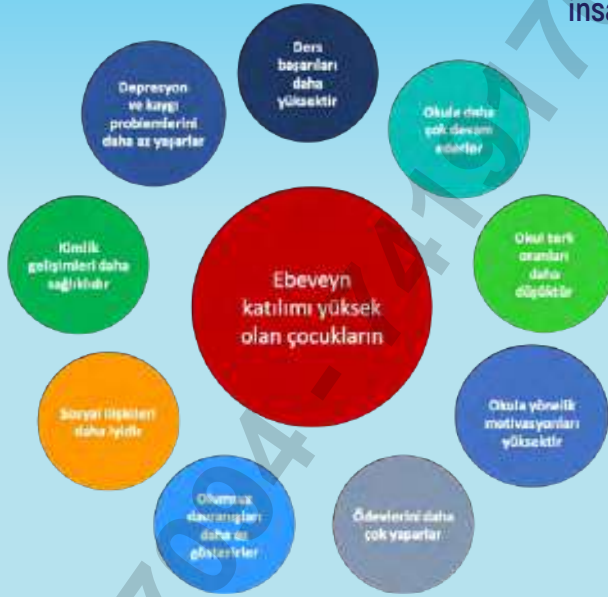 insa
Ders
başarıları
daha
yüksektir
Okula daha
çok devam
ederler
Okul terk
oranları
daha
düşüktür
Okula yönelik
motivasyonları
yüksektir
Ödevlerini daha
çok yaparlar
Olumsuz
davranışları
daha az
gösterirler
Sosyal ilişkileri
daha iyidir
Kimlik
gelişimleri daha
sağlıklıdır
Depresyon
ve kaygı
problemlerini
daha az yaşarlar
Ebeveyn
katılımı yüksek
olan çocukların